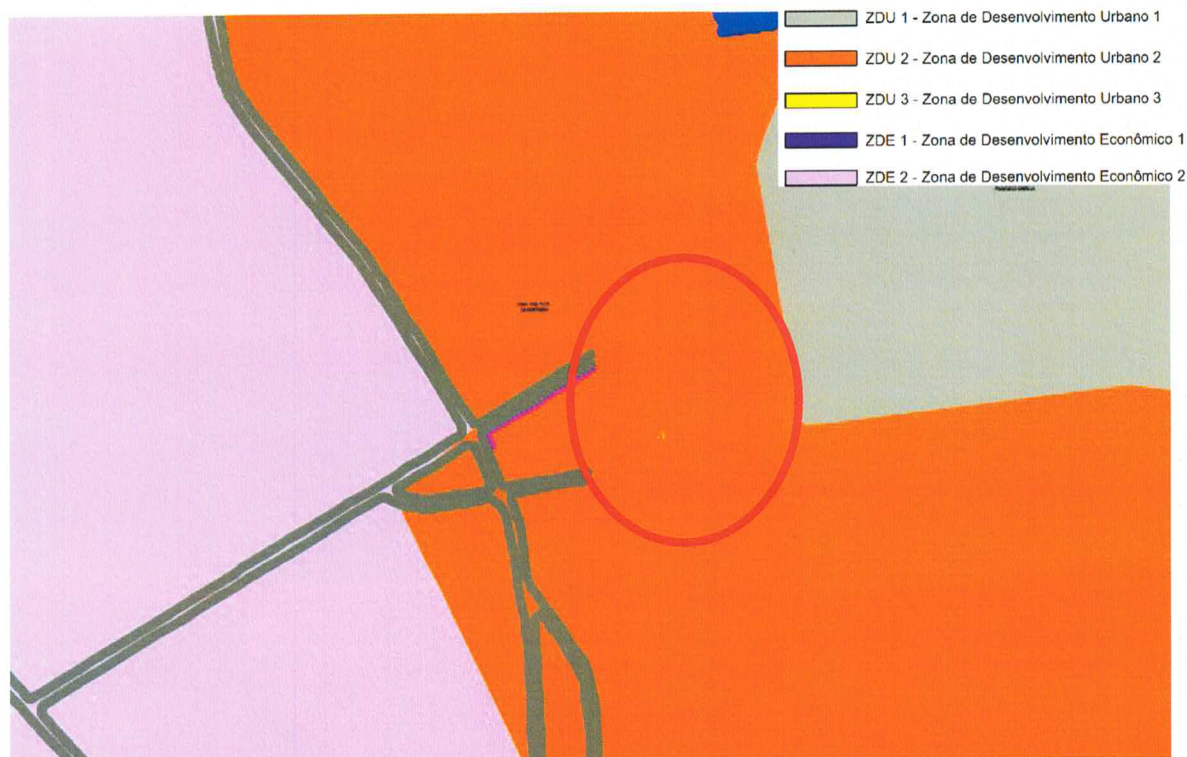 ZDU 1 - Zona de Desenvolvimento Urbano 1
ZDU 2 - Zona de Desenvolvimento Urbano 2
ZDU 3 - Zona de Desenvolvimento Urbano 3
ZDE 1 - Zona de Desenvolvimento Econômico 1
ZDE 2 - Zona de Desenvolvimento Econômico 2